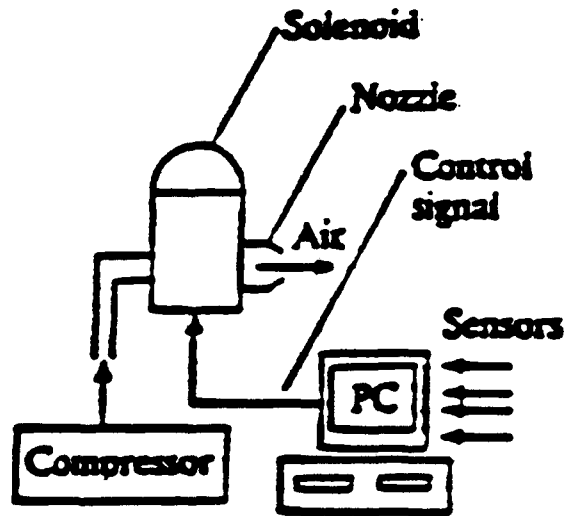 Solenoid
Nozzle
Control
signal
Air
Sensors
PC
Compressor